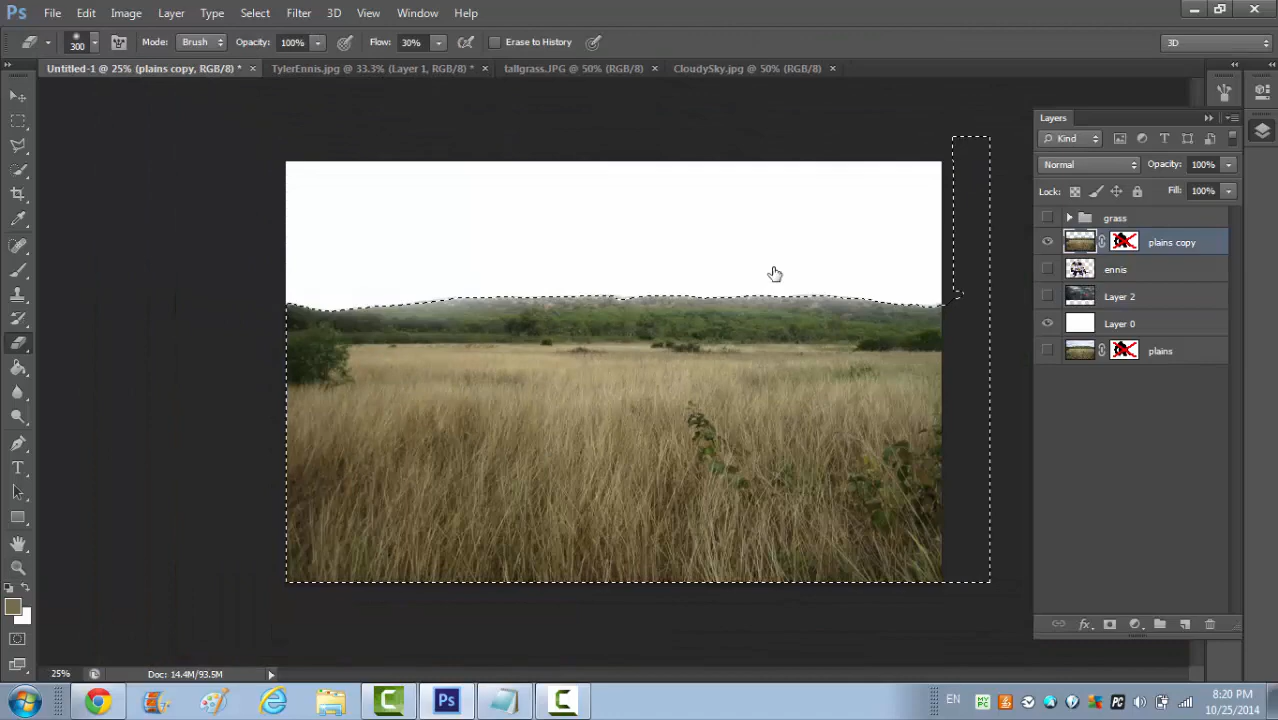 Ps File Edit Image Layer Type Select Filter 3D View Window Help
300 Mode: Brush Opacity: 100% Flow: 30% Erase to History 3D
Untitled-1 @ 25% (plains copy, RGB/8) * TylerEnnis.jpg @ 33.3% (Layer 1, RGB/8) * tallgrass.JPG @ 50% (RGB/8) CloudySky.jpg @ 50% (RGB/8)
Layers
Kind
Normal Opacity: 100%
Lock: Fill: 100%
grass
plains copy
ennis
Layer 2
Layer 0
plains
fx
25% Doc: 14.4M/93.5M
Ps EN PC 8:20 PM
10/25/2014